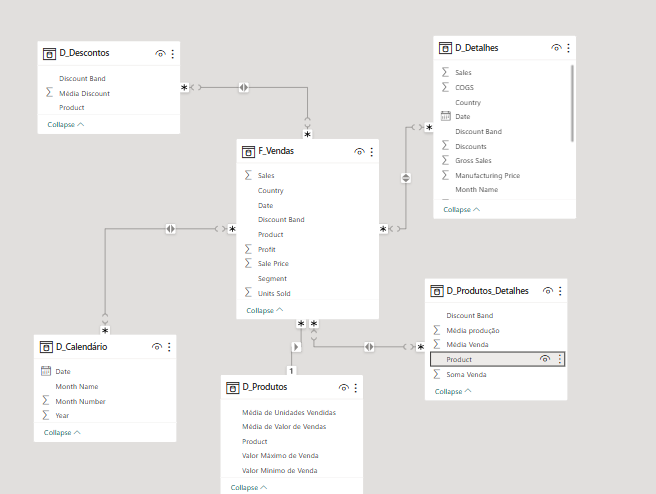 D_Descontos
Discount Band
Média Discount
Product
Collapse
D_Detalhes
Sales
COGS
Country
Date
Discount Band
Discounts
Gross Sales
Manufacturing Price
Month Name
Collapse
F_Vendas
Sales
Country
Date
Discount Band
Product
Profit
Sale Price
Segment
Units Sold
Collapse
D_Calendário
Date
Month Name
Month Number
Year
Collapse
D_Produtos
Média de Unidades Vendidas
Média de Valor de Vendas
Product
Valor Máximo de Venda
Valor Mínimo de Venda
Collapse
D_Produtos_Detalhes
Discount Band
Média produção
Média Venda
Product
Soma Venda
Collapse
1